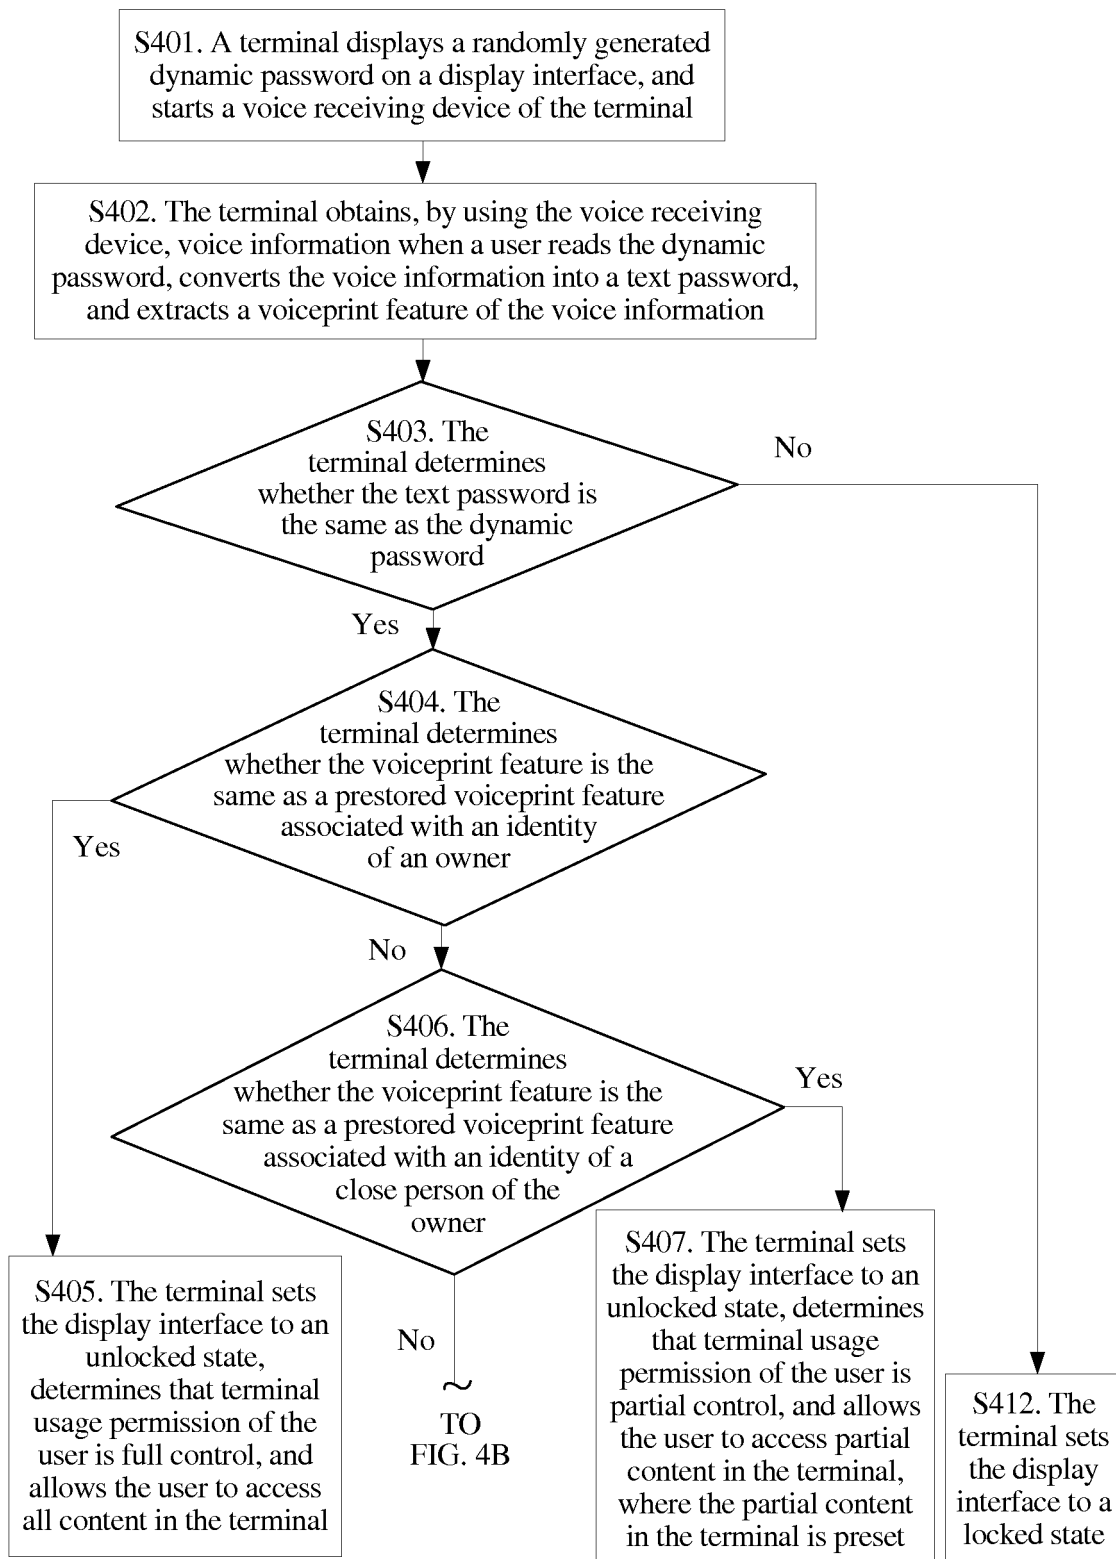 S401. A terminal displays a randomly generated
dynamic password on a display interface, and
starts a voice receiving device of the terminal
S402. The terminal obtains, by using the voice receiving
device, voice information when a user reads the dynamic
password, converts the voice information into a text password,
and extracts a voiceprint feature of the voice information
S403. The
terminal determines
whether the text password is
the same as the dynamic
password
No
Yes
S404. The
terminal determines
whether the voiceprint feature is the
same as a prestored voiceprint feature
associated with an identity
of an owner
Yes
No
S406. The
terminal determines
whether the voiceprint feature is the
same as a prestored voiceprint feature
associated with an identity of a
close person of the
owner
Yes
No
TO
FIG. 4B
S405. The terminal sets
the display interface to an
unlocked state,
determines that terminal
usage permission of the
user is full control, and
allows the user to access
all content in the terminal
S407. The terminal sets
the display interface to an
unlocked state, determines
that terminal usage
permission of the user is
partial control, and allows
the user to access partial
content in the terminal,
where the partial content
in the terminal is preset
S412. The
terminal sets
the display
interface to a
locked state